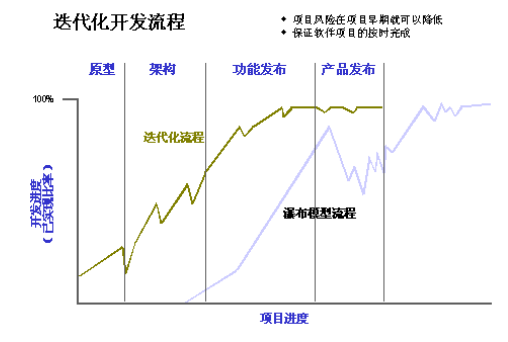 迭代化开发流程
◆ 项目风险在项目早期就可以降低
◆ 保证软件项目的按时完成
原型
架构
功能发布
产品发布
100%
迭代化流程
开发进度
（已实现比率）
瀑布模型流程
项目进度